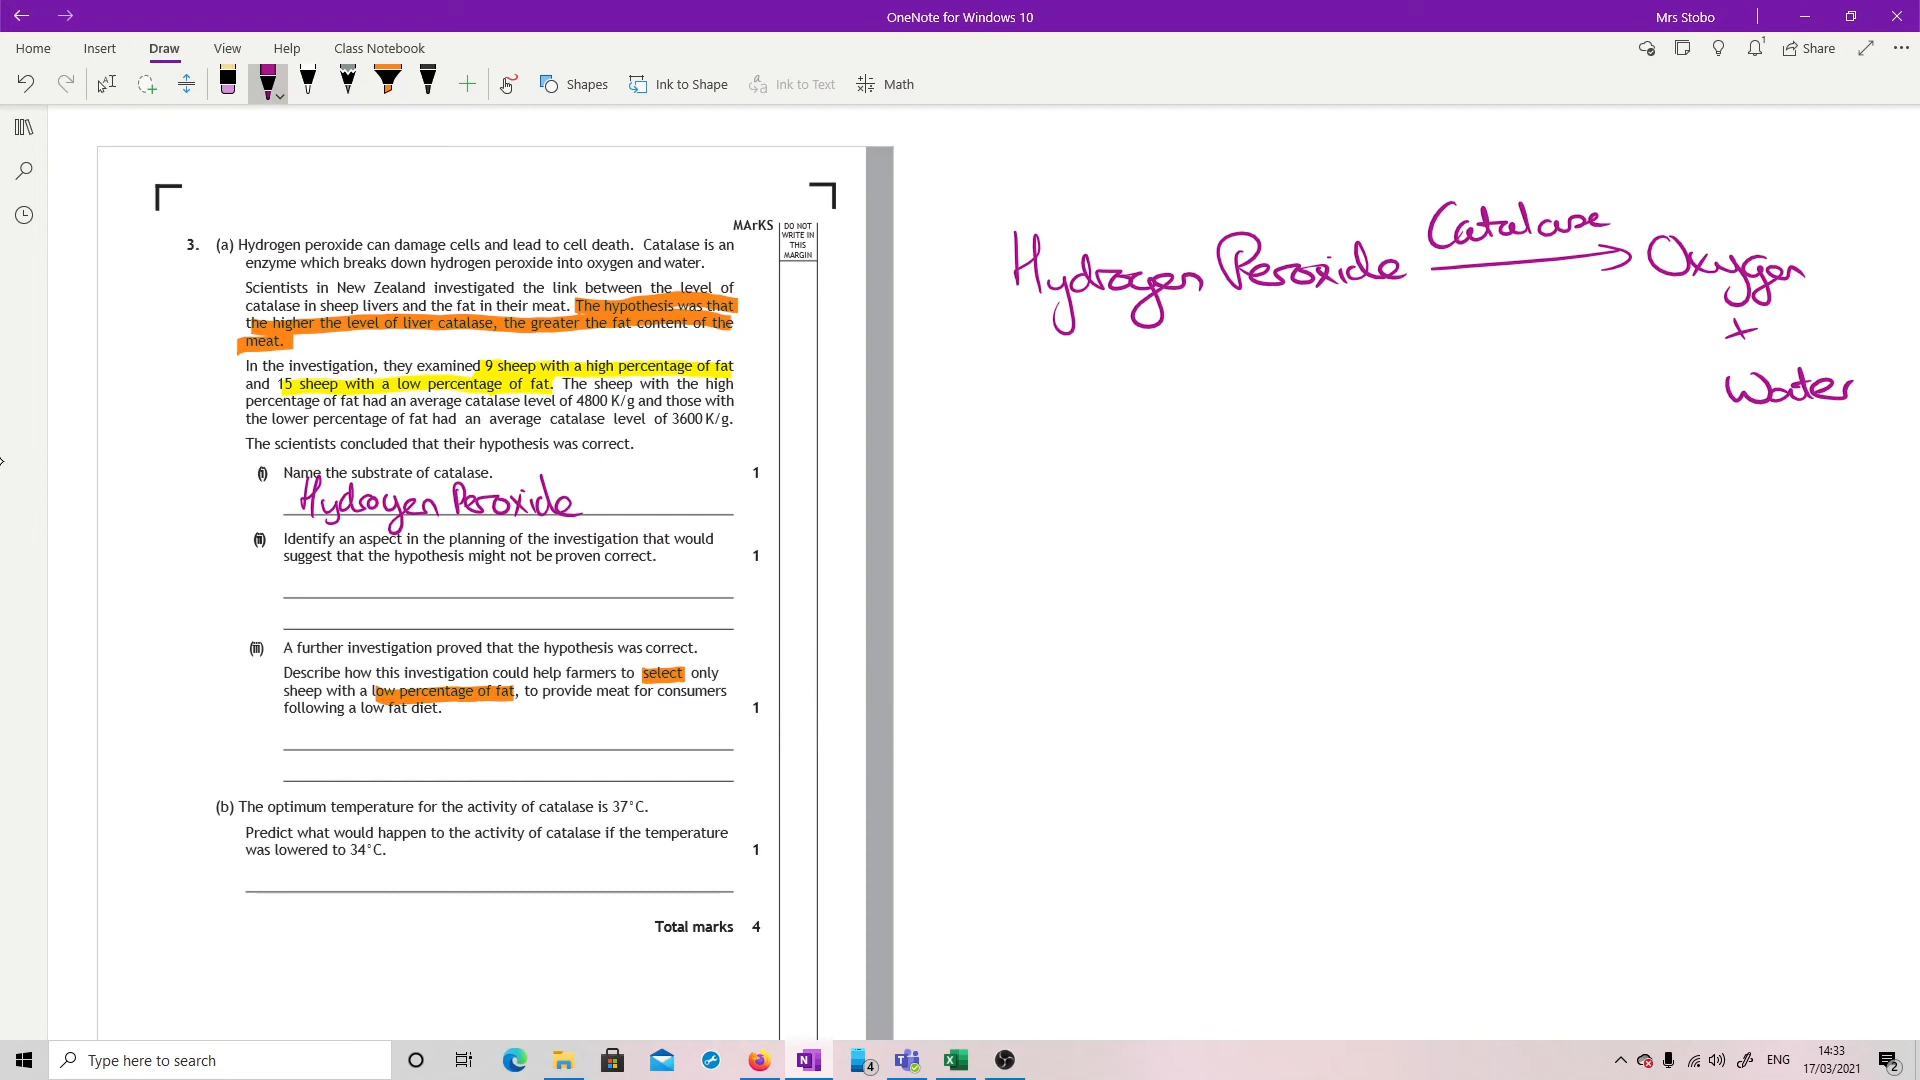 OneNote for Windows 10
Mrs Stobo
Home Insert Draw View Help Class Notebook
1
Share
Shapes Ink to Shape Ink to Text Math
MArKS
DO NOT
WRITE IN
THIS
MARGIN
3. (a) Hydrogen peroxide can damage cells and lead to cell death. Catalase is an
enzyme which breaks down hydrogen peroxide into oxygen and water.
Scientists in New Zealand investigated the link between the level of
catalase in sheep livers and the fat in their meat. The hypothesis was that
the higher the level of liver catalase, the greater the fat content of the
meat.
In the investigation, they examined 9 sheep with a high percentage of fat
and 15 sheep with a low percentage of fat. The sheep with the high
percentage of fat had an average catalase level of 4800 K/g and those with
the lower percentage of fat had an average catalase level of 3600 K/g.
The scientists concluded that their hypothesis was correct.
(i) Name the substrate of catalase. 1
Hydrogen Peroxide
(ii) Identify an aspect in the planning of the investigation that would
suggest that the hypothesis might not be proven correct. 1
(iii) A further investigation proved that the hypothesis was correct.
Describe how this investigation could help farmers to select only
sheep with a low percentage of fat, to provide meat for consumers
following a low fat diet. 1
(b) The optimum temperature for the activity of catalase is 37°C.
Predict what would happen to the activity of catalase if the temperature
was lowered to 34°C. 1
Total marks 4
Catalase
Hydrogen Peroxide → Oxygen
+
Water
Type here to search
4
ENG
14:33
17/03/2021
2